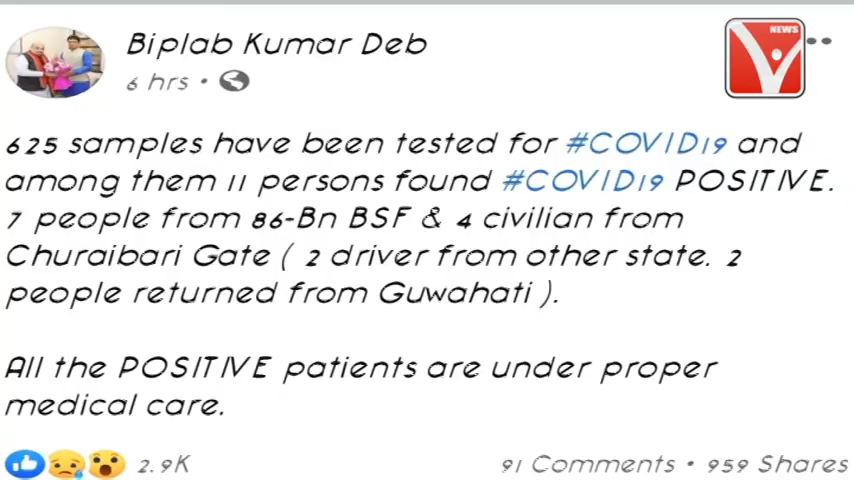 Biplab Kumar Deb
NEWS
6 hrs •
625 samples have been tested for #COVID19 and
among them 11 persons found #COVID19 POSITIVE.
7 people from 86-Bn BSF & 4 civilian from
Churaibari Gate ( 2 driver from other state. 2
people returned from Guwahati ).
All the POSITIVE patients are under proper
medical care.
2.9K
91 Comments • 959 Shares